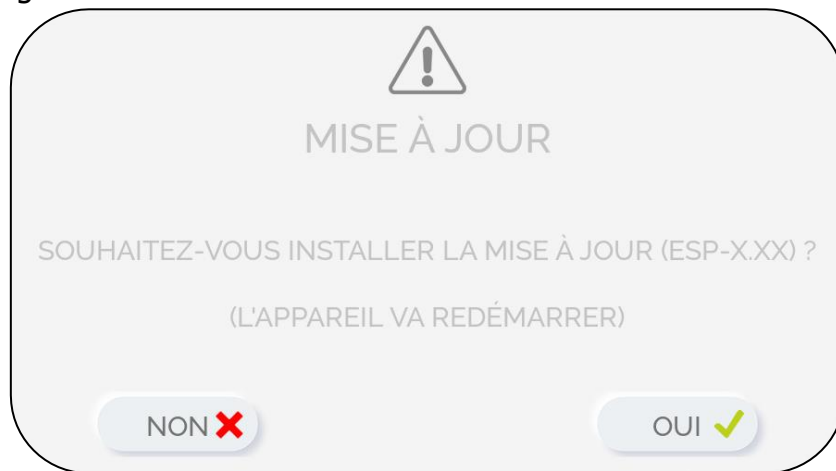 MISE À JOUR
SOUHAITEZ-VOUS INSTALLER LA MISE À JOUR (ESP-X.XX) ?
(L'APPAREIL VA REDÉMARRER)
NON
OUI